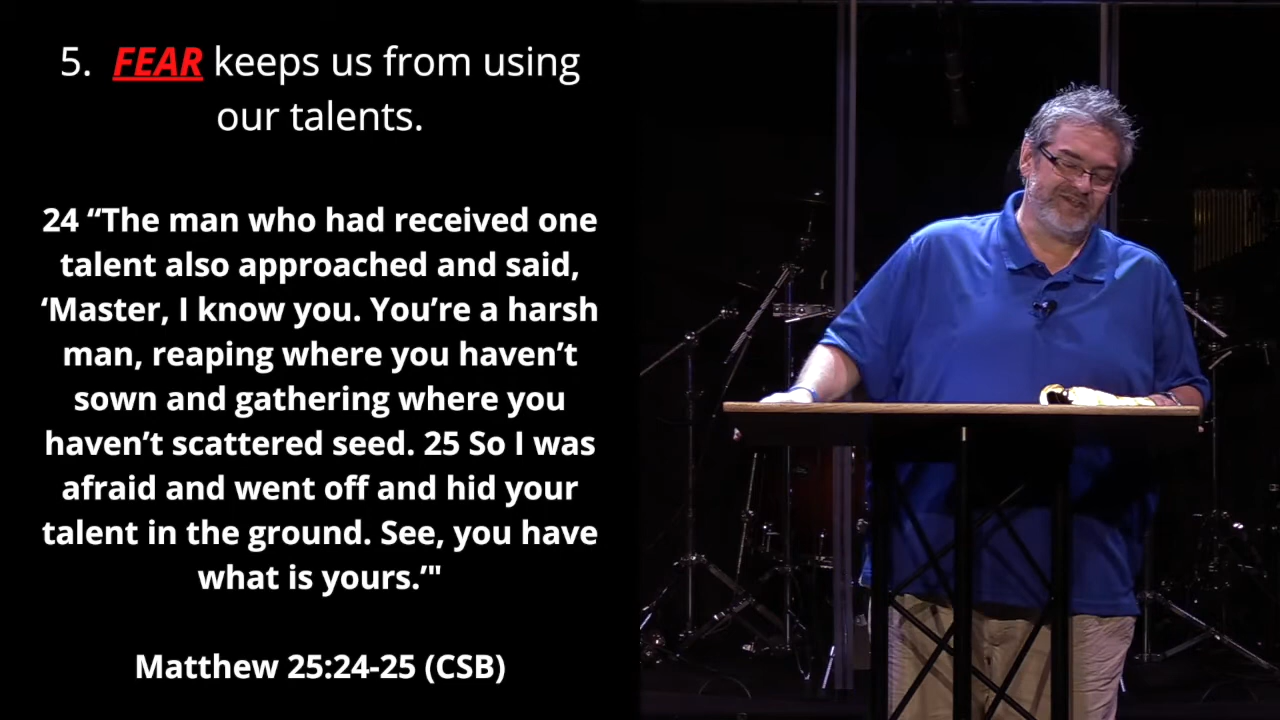 5. FEAR keeps us from using
our talents.
24 “The man who had received one
talent also approached and said,
‘Master, I know you. You’re a harsh
man, reaping where you haven’t
sown and gathering where you
haven’t scattered seed. 25 So I was
afraid and went off and hid your
talent in the ground. See, you have
what is yours.’"
Matthew 25:24-25 (CSB)